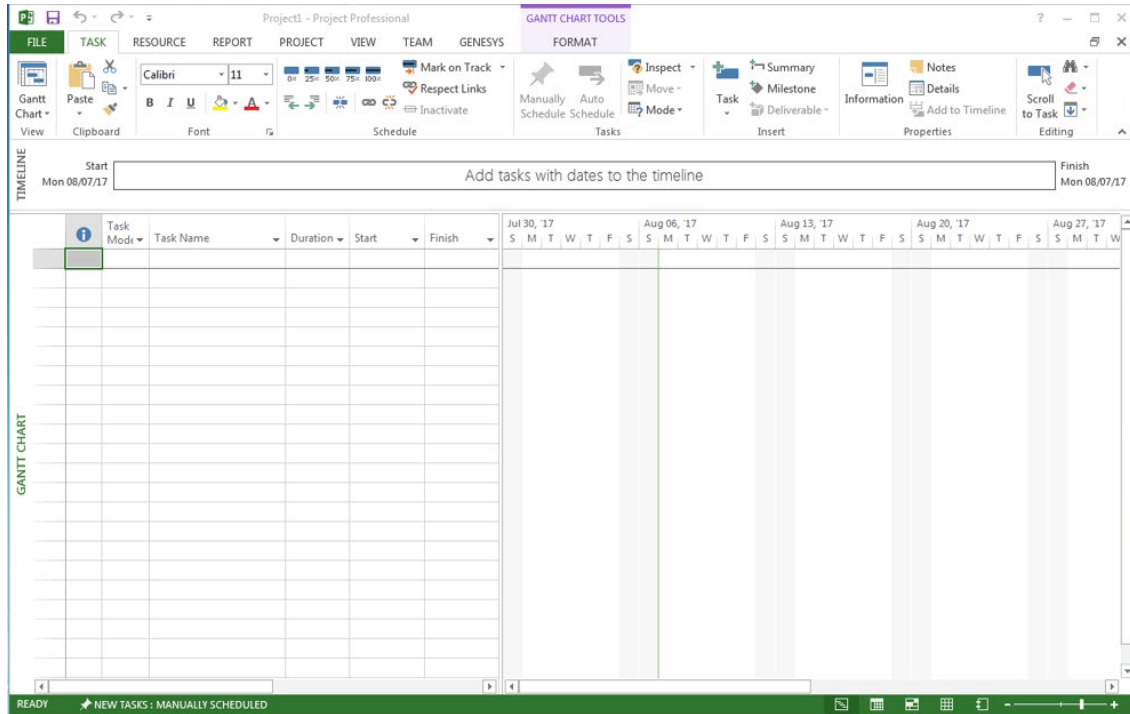 Project1 - Project Professional
GANTT CHART TOOLS
FILE TASK RESOURCE REPORT PROJECT VIEW TEAM GENESYS FORMAT
Gantt Chart
View
Paste
Clipboard
Calibri 11
B I U A
Font
0× 25× 50× 75× 100×
Mark on Track
Respect Links
Inactivate
Schedule
Manually Schedule
Auto Schedule
Inspect
Move
Mode
Tasks
Task
Summary
Milestone
Deliverable
Insert
Information
Notes
Details
Add to Timeline
Properties
Scroll to Task
Editing
TIMELINE
Start
Mon 08/07/17
Add tasks with dates to the timeline
Finish
Mon 08/07/17
Task
Mode Task Name Duration Start Finish
Jul 30, '17 Aug 06, '17 Aug 13, '17 Aug 20, '17 Aug 27, '17
S M T W T F S S M T W T F S S M T W T F S S M T W T F S S M T W
GANTT CHART
READY NEW TASKS : MANUALLY SCHEDULED